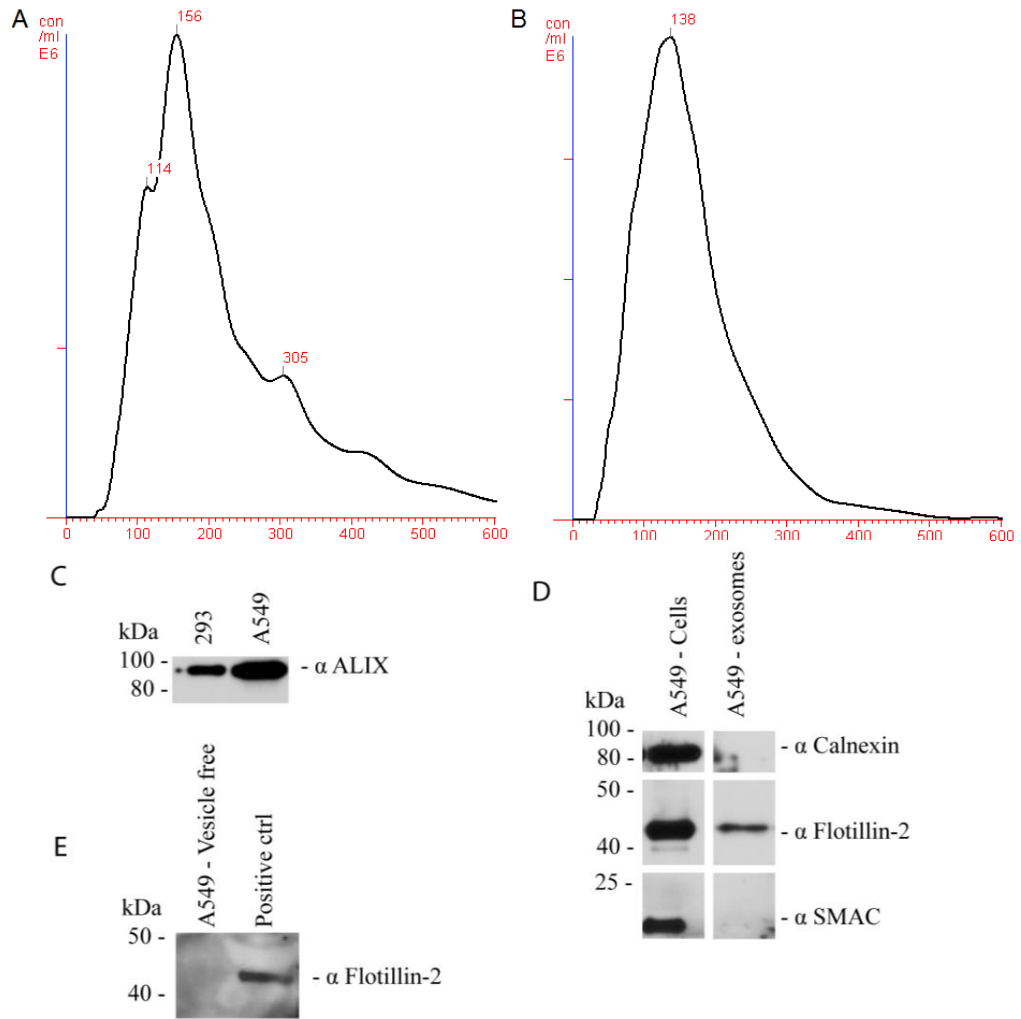 A
con
/ml
E6
156
114
305
0 100 200 300 400 500 600
B
con
/ml
E6
138
0 100 200 300 400 500 600
C
kDa
293
A549
100 -
80 -
- α ALIX
D
kDa
A549 - Cells
A549 - exosomes
100 -
80 -
- α Calnexin
50 -
40 -
- α Flotillin-2
25 -
- α SMAC
E
kDa
A549 - Vesicle free
Positive ctrl
50 -
40 -
- α Flotillin-2